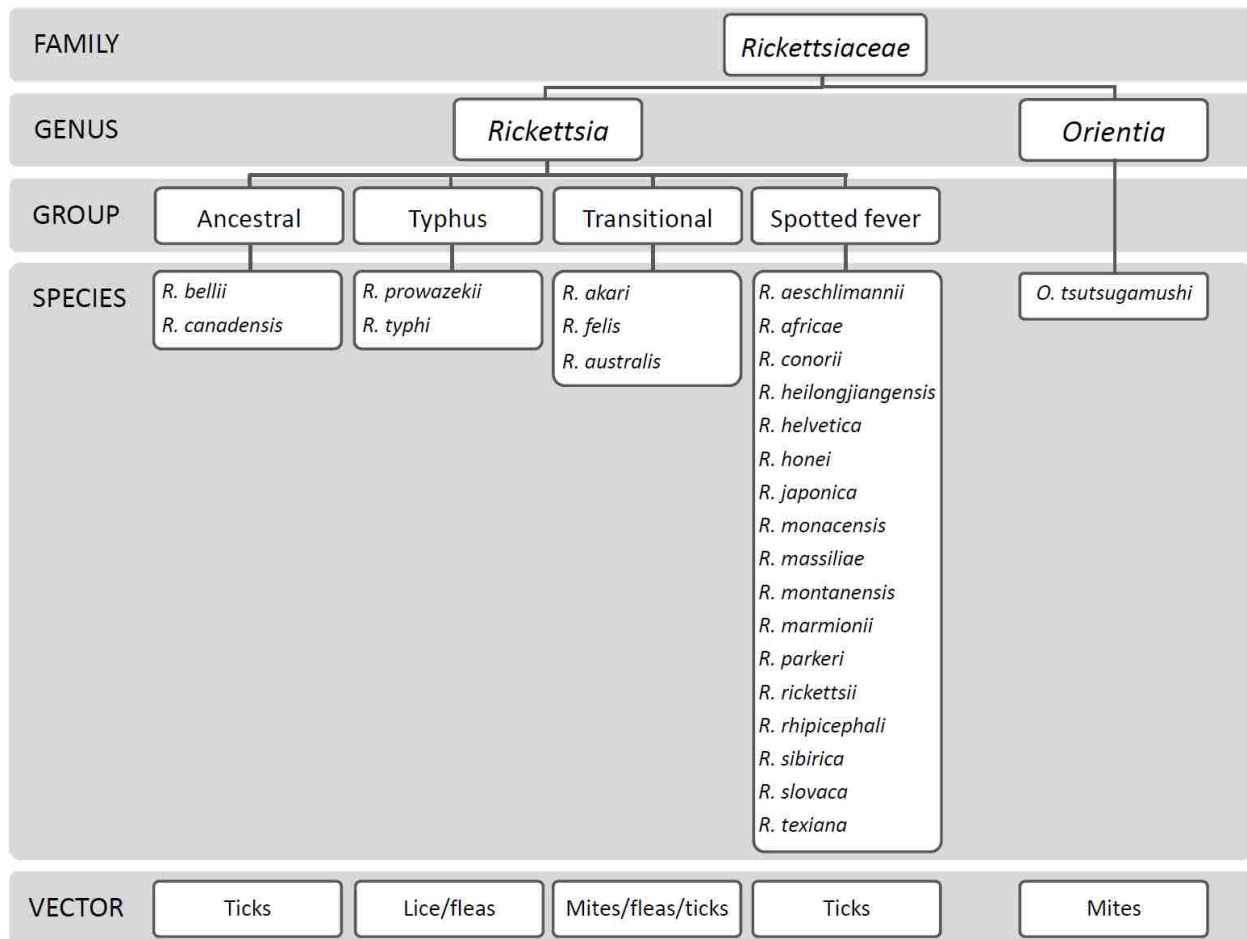 FAMILY
Rickettsiaceae
GENUS
Rickettsia
Orientia
GROUP
Ancestral
Typhus
Transitional
Spotted fever
SPECIES
R. bellii
R. canadensis
R. prowazekii
R. typhi
R. akari
R. felis
R. australis
R. aeschlimannii
R. africae
R. conorii
R. heilongjiangensis
R. helvetica
R. honei
R. japonica
R. monacensis
R. massiliae
R. montanensis
R. marmionii
R. parkeri
R. rickettsii
R. rhipicephali
R. sibirica
R. slovaca
R. texiana
O. tsutsugamushi
VECTOR
Ticks
Lice/fleas
Mites/fleas/ticks
Ticks
Mites